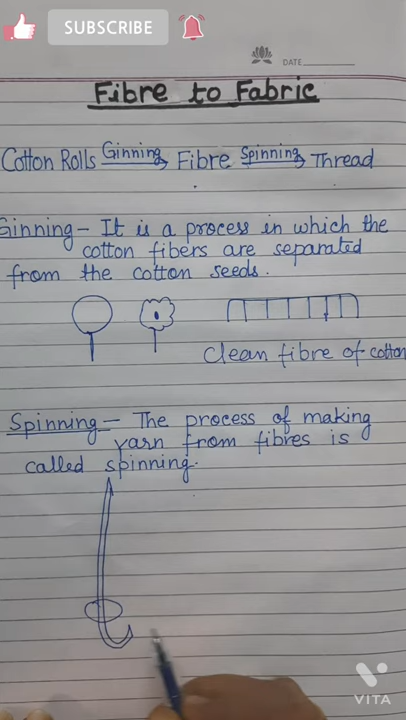 SUBSCRIBE
DATE
Fibre to Fabric
Cotton Rolls Ginning Fibre Spinning Thread
Ginning - It is a process in which the
cotton fibers are separated
from the cotton seeds.
Clean fibre of cotton
Spinning - The process of making
yarn from fibres is
called spinning.
VITA